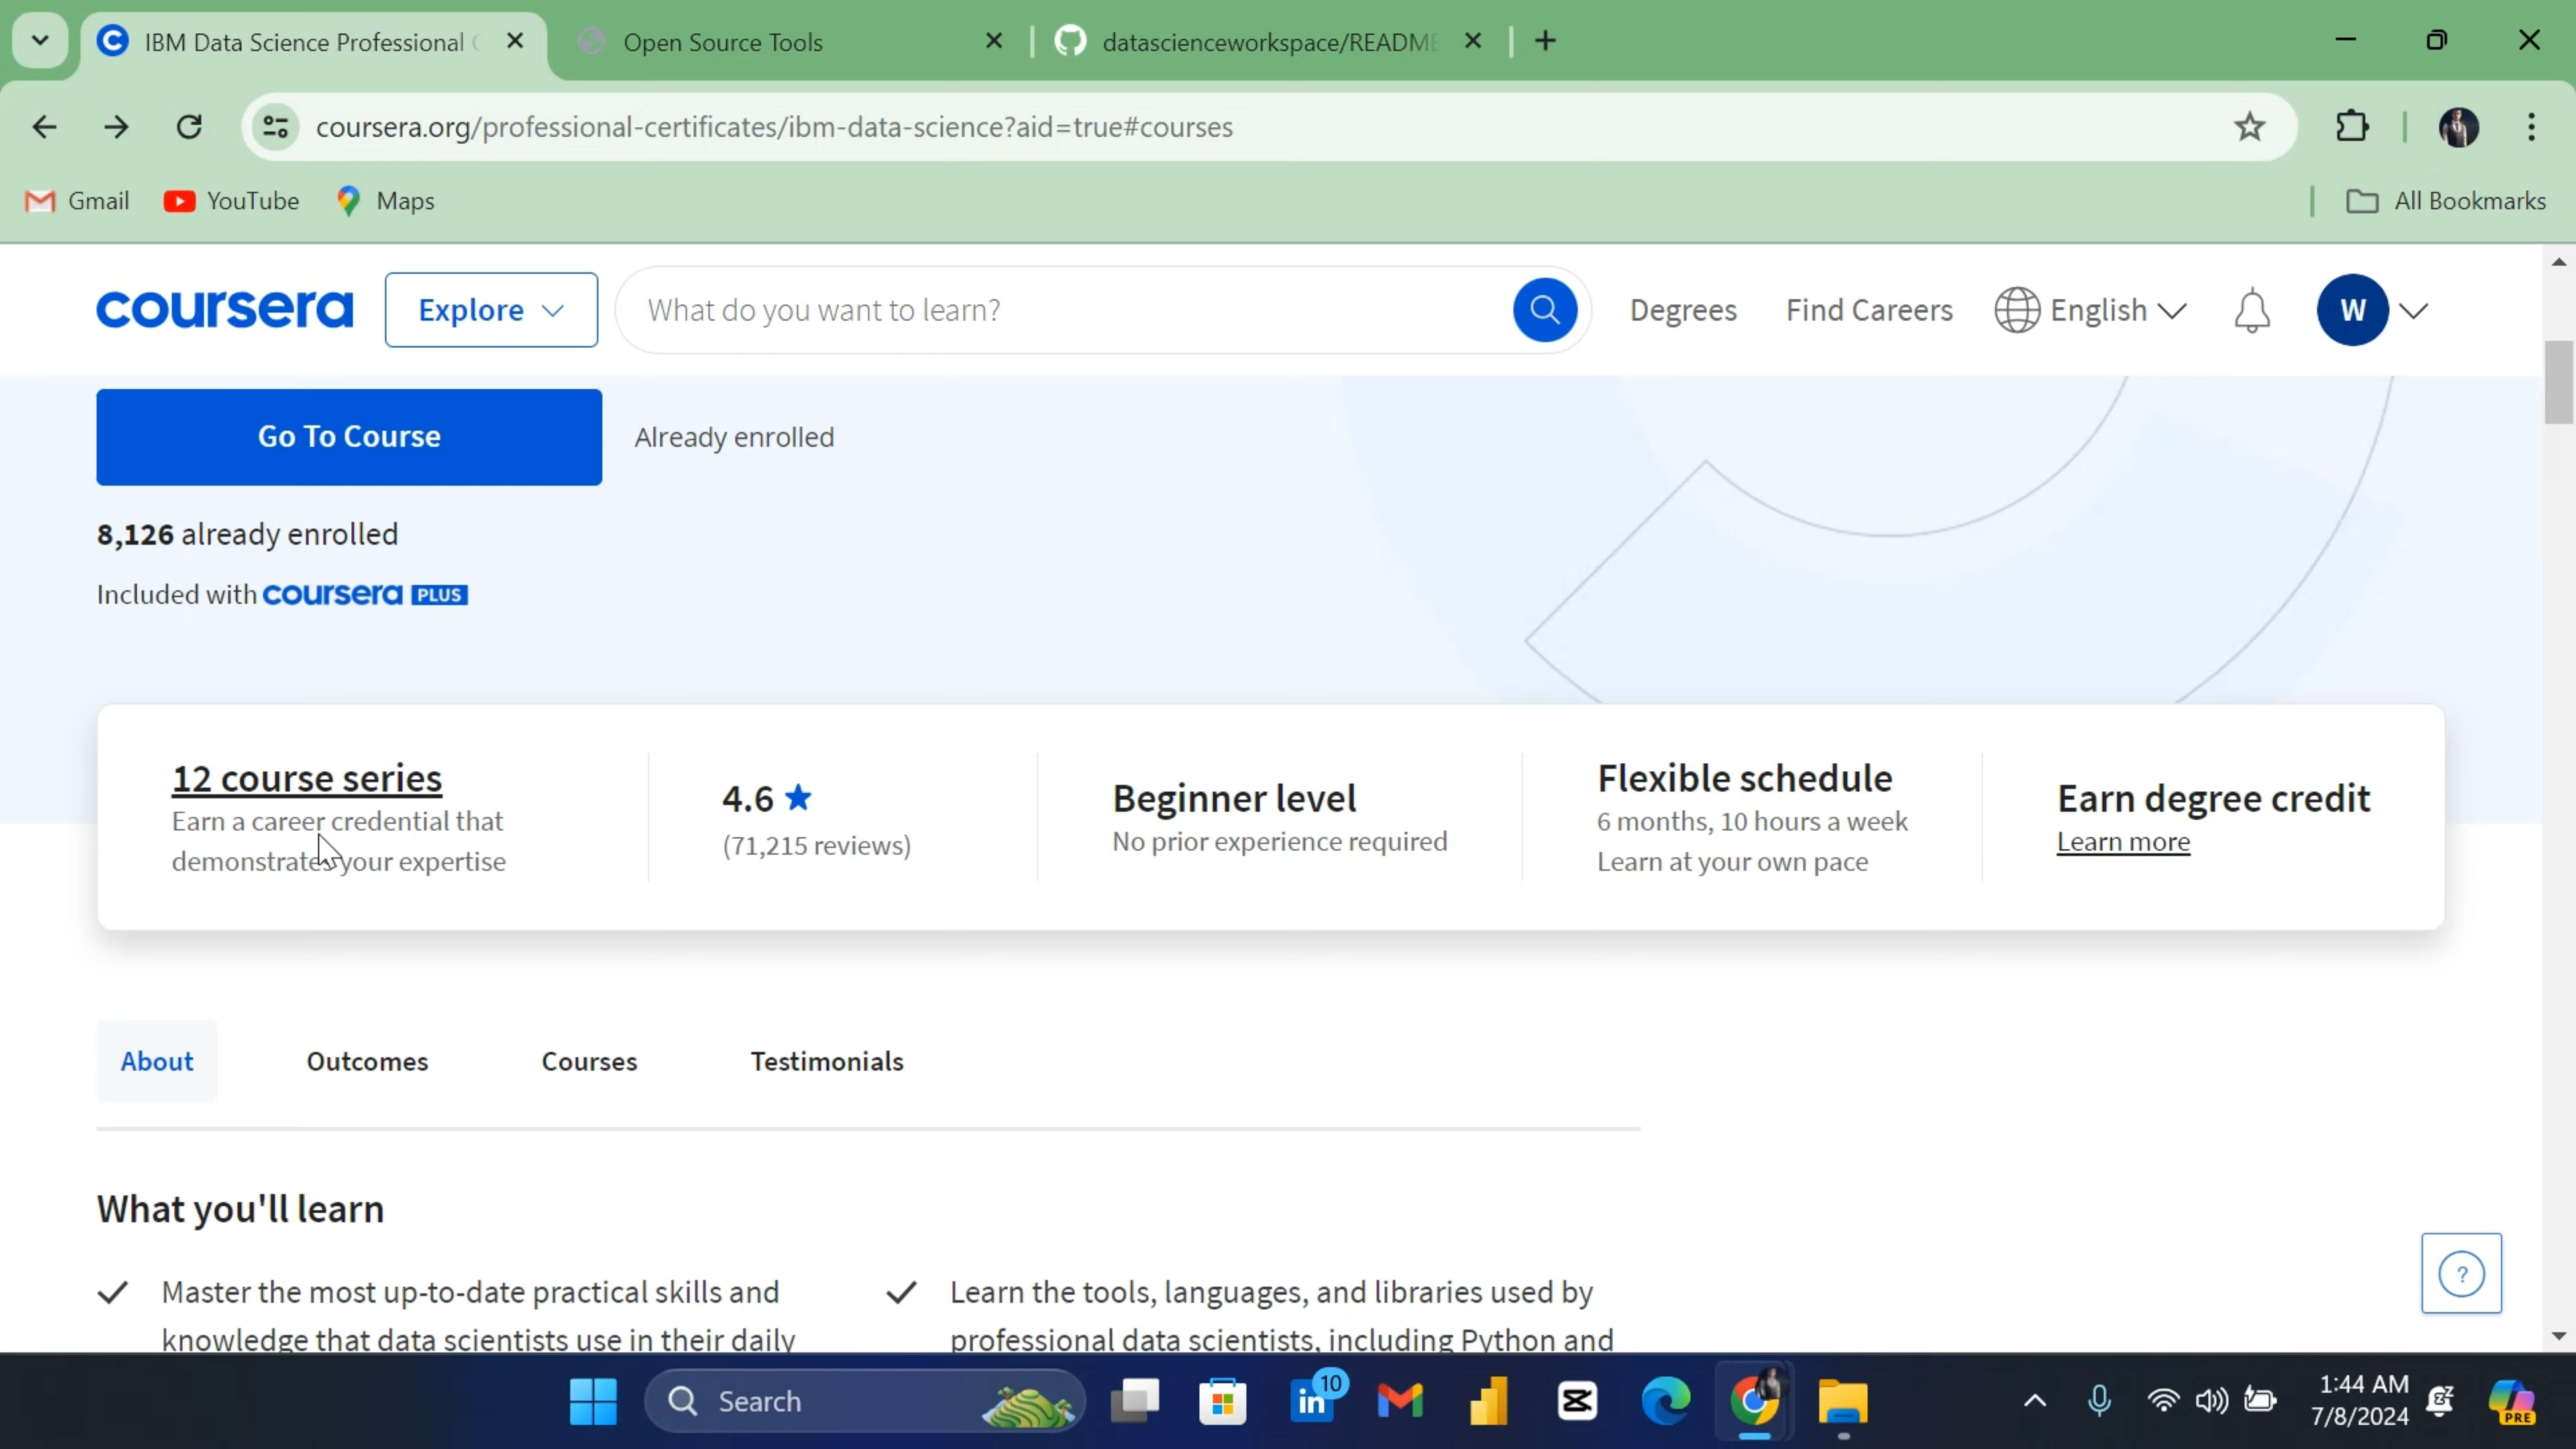 IBM Data Science Professional
Open Source Tools
datascienceworkspace/README
coursera.org/professional-certificates/ibm-data-science?aid=true#courses
Gmail
YouTube
Maps
All Bookmarks
coursera
Explore
What do you want to learn?
Degrees
Find Careers
English
W
Go To Course
Already enrolled
8,126 already enrolled
Included with coursera PLUS
12 course series
Earn a career credential that
demonstrates your expertise
4.6
(71,215 reviews)
Beginner level
No prior experience required
Flexible schedule
6 months, 10 hours a week
Learn at your own pace
Earn degree credit
Learn more
About
Outcomes
Courses
Testimonials
What you'll learn
Master the most up-to-date practical skills and
knowledge that data scientists use in their daily
Learn the tools, languages, and libraries used by
professional data scientists, including Python and
?
Search
in
10
1:44 AM
7/8/2024
PRE